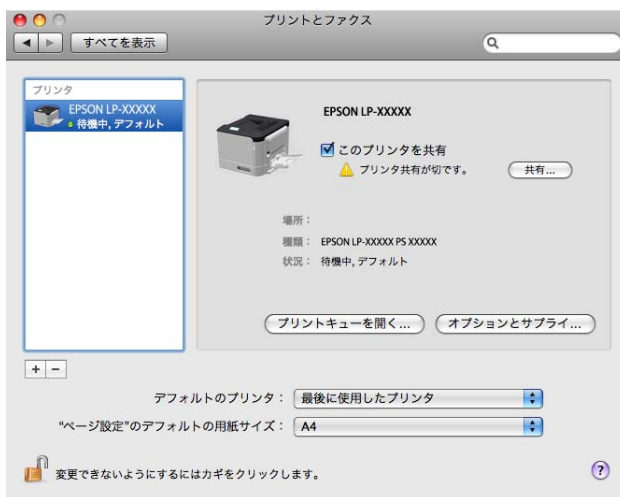 プリントとファクス
すべてを表示
プリンタ
EPSON LP-XXXXX
待機中, デフォルト
EPSON LP-XXXXX
このプリンタを共有
プリンタ共有が切です。
共有...
場所：
種類： EPSON LP-XXXXX PS XXXXX
状況： 待機中, デフォルト
プリントキューを開く... オプションとサプライ...
+ −
デフォルトのプリンタ： 最後に使用したプリンタ
"ページ設定"のデフォルトの用紙サイズ： A4
変更できないようにするにはカギをクリックします。 ?